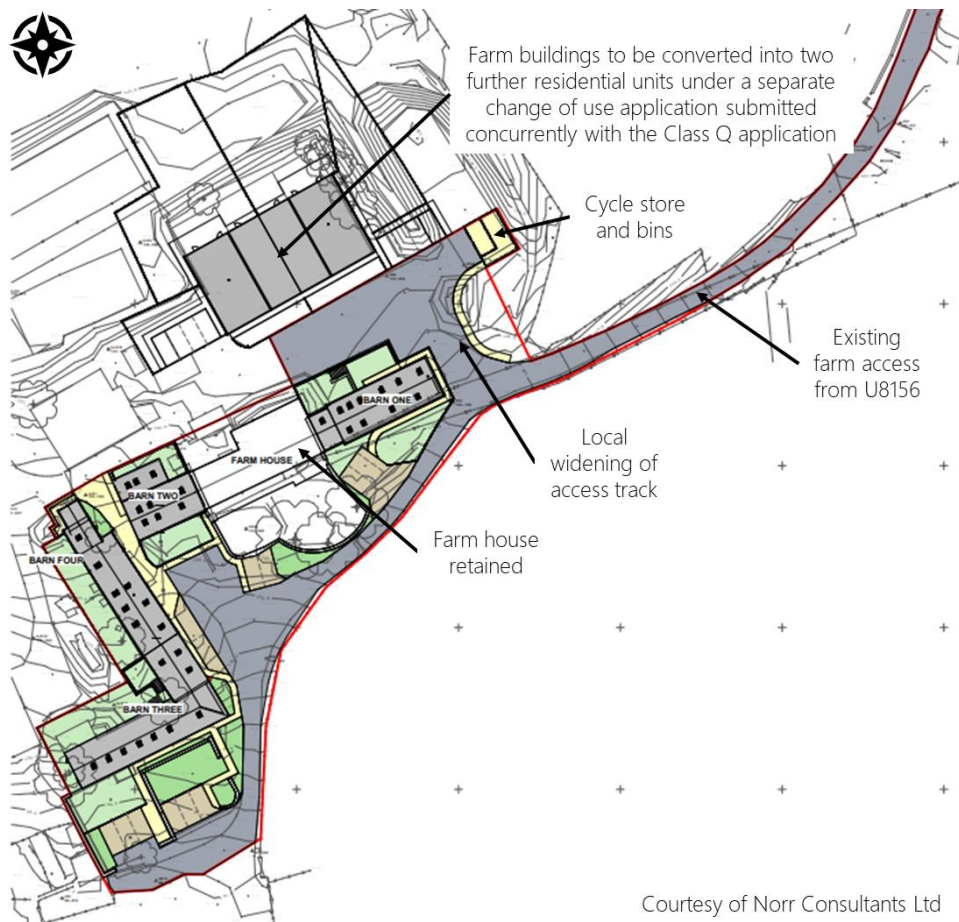 Farm buildings to be converted into two
further residential units under a separate
change of use application submitted
concurrently with the Class Q application
Cycle store
and bins
Existing
farm access
from U8156
BARN ONE
Local
widening of
access track
FARM HOUSE
BARN TWO
Farm house
retained
BARN FOUR
BARN THREE
Courtesy of Norr Consultants Ltd